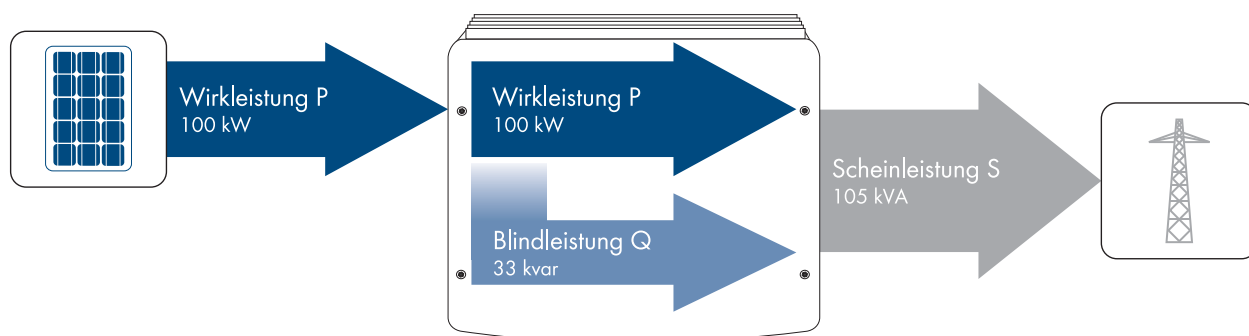 Wirkleistung P
100 kW
Wirkleistung P
100 kW
Blindleistung Q
33 kvar
Scheinleistung S
105 kVA